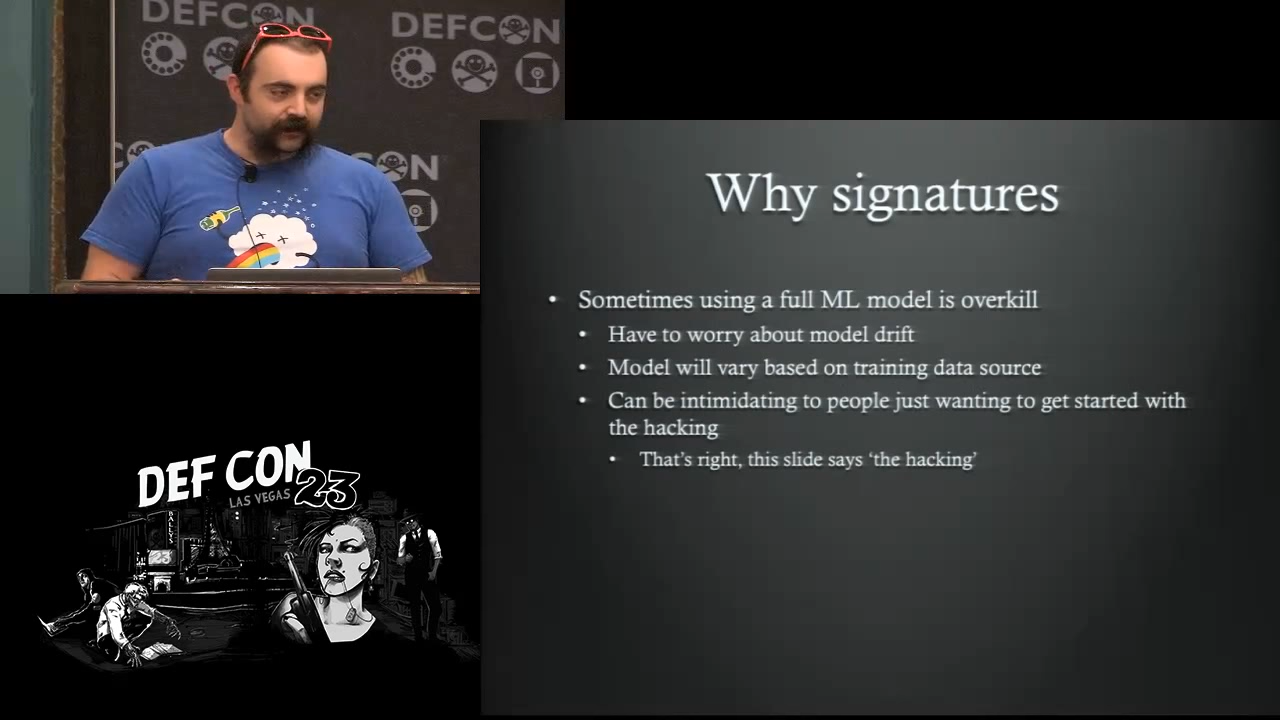 DEFCON
DEFCON
CON
Why signatures
• Sometimes using a full ML model is overkill
• Have to worry about model drift
• Model will vary based on training data source
• Can be intimidating to people just wanting to get started with
the hacking
• That's right, this slide says 'the hacking'
DEF CON
LAS VEGAS 23
BALLY'S